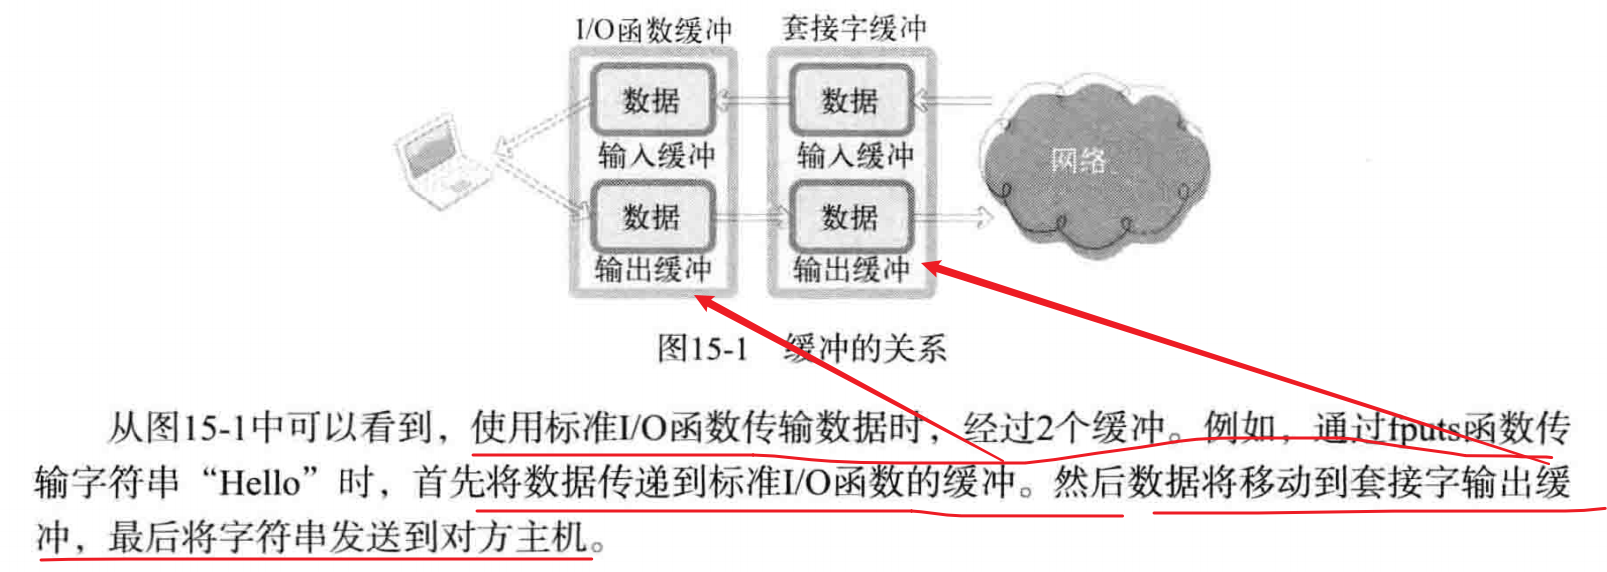 I/O函数缓冲 套接字缓冲
数据 数据
输入缓冲 输入缓冲
网络
数据 数据
输出缓冲 输出缓冲
图15-1 缓冲的关系
从图15-1中可以看到，使用标准I/O函数传输数据时，经过2个缓冲。例如，通过fputs函数传
输字符串“Hello”时，首先将数据传递到标准I/O函数的缓冲。然后数据将移动到套接字输出缓
冲，最后将字符串发送到对方主机。